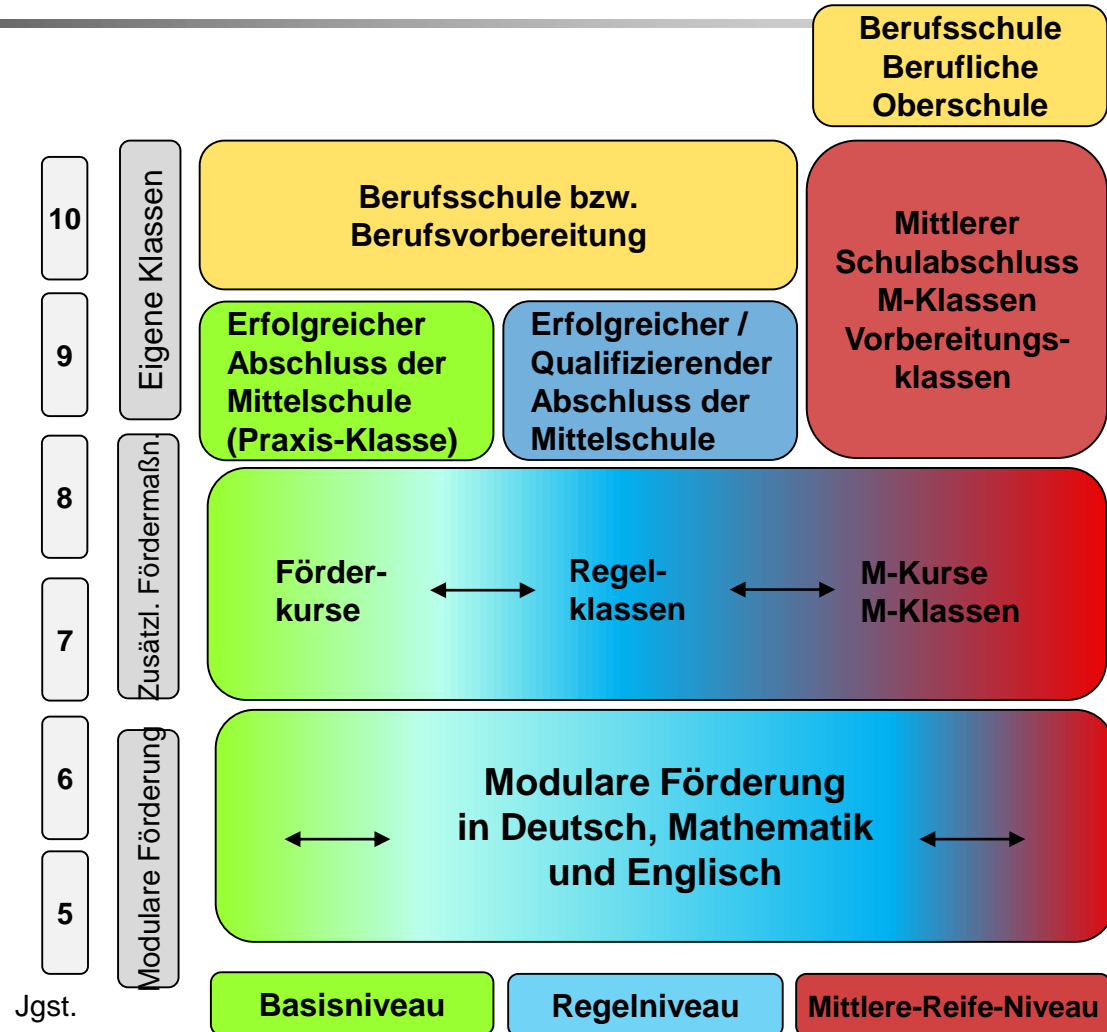 Berufsschule
Berufliche
Oberschule
10
Eigene Klassen
Berufsschule bzw.
Berufsvorbereitung
Mittlerer
Schulabschluss
M-Klassen
Vorbereitungs-
klassen
9
Erfolgreicher
Abschluss der
Mittelschule
(Praxis-Klasse)
Erfolgreicher /
Qualifizierender
Abschluss der
Mittelschule
8
Zusätzl. Fördermaßn.
Förder-
kurse
Regel-
klassen
M-Kurse
M-Klassen
7
6
Modulare Förderung
Modulare Förderung
in Deutsch, Mathematik
und Englisch
5
Jgst.
Basisniveau
Regelniveau
Mittlere-Reife-Niveau